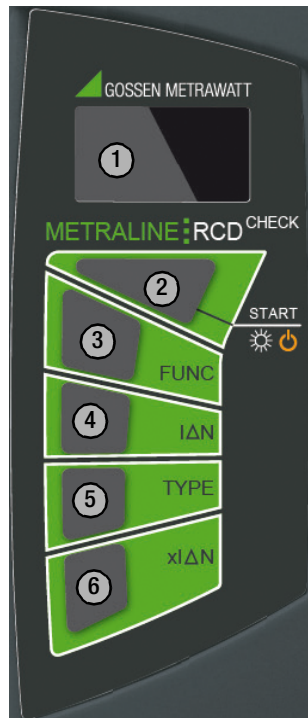 GOSSEN METRAWATT
1
METRALINE RCD CHECK
2
START
3
FUNC
4
IΔN
5
TYPE
6
xIΔN